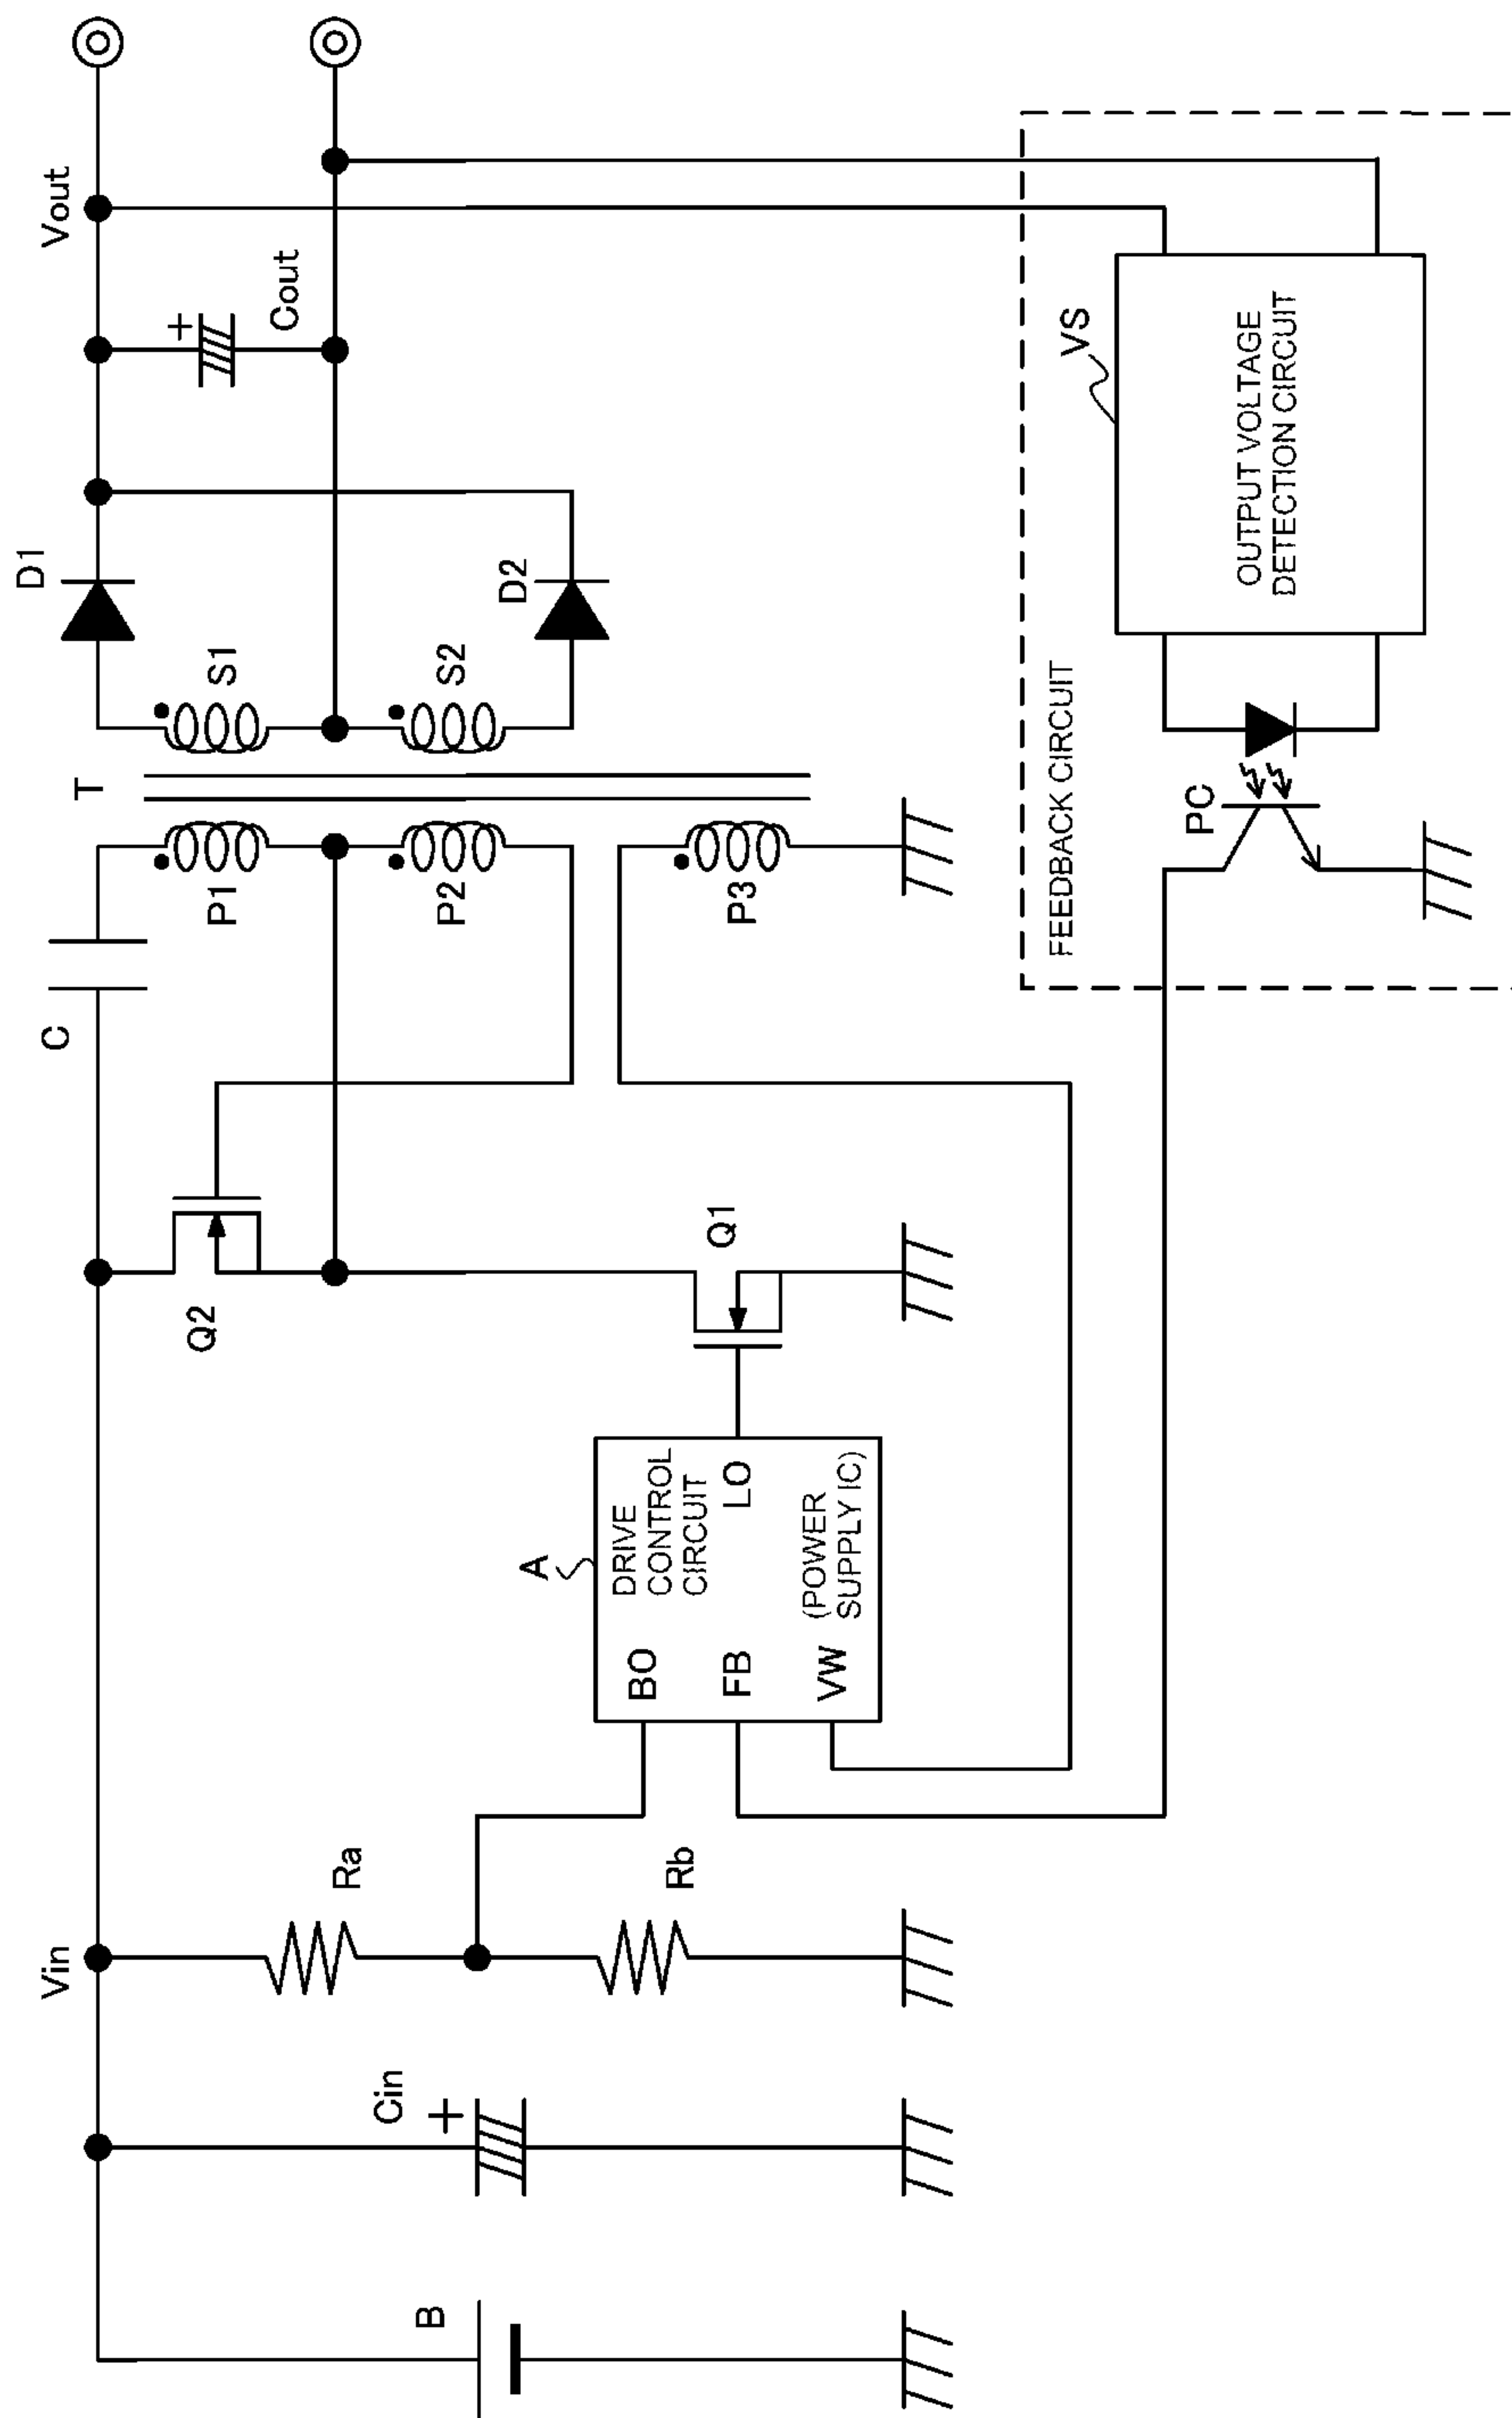 B
Cin
+
Vin
Ra
Rb
A
DRIVE
CONTROL
CIRCUIT
BO
FB
LO
VW
(POWER
SUPPLY IC)
Q2
Q1
C
T
P1
P2
P3
S1
S2
D1
D2
+
Cout
Vout
FEEDBACK CIRCUIT
PC
VS
OUTPUT VOLTAGE
DETECTION CIRCUIT